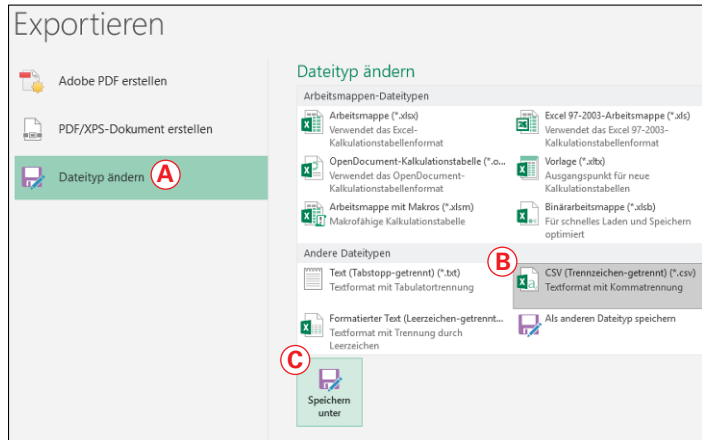 Exportieren
Adobe PDF erstellen
PDF/XPS-Dokument erstellen
Dateityp ändern A
Dateityp ändern
Arbeitsmappen-Dateitypen
Arbeitsmappe (*.xlsx)
Verwendet das Excel-
Kalkulationstabellenformat
Excel 97-2003-Arbeitsmappe (*.xls)
Verwendet das Excel 97-2003-
Kalkulationstabellenformat
OpenDocument-Kalkulationstabelle (*.o...
Verwendet das OpenDocument-
Kalkulationstabellenformat
Vorlage (*.xltx)
Ausgangspunkt für neue
Kalkulationstabellen
Arbeitsmappe mit Makros (*.xlsm)
Makrofähige Kalkulationstabelle
Binärarbeitsmappe (*.xlsb)
Für schnelles Laden und Speichern
optimiert
Andere Dateitypen
Text (Tabstopp-getrennt) (*.txt)
Textformat mit Tabulatortrennung
B
CSV (Trennzeichen-getrennt) (*.csv)
Textformat mit Kommatrennung
Formatierter Text (Leerzeichen-getrennt...
Textformat mit Trennung durch
Leerzeichen
Als anderen Dateityp speichern
C
Speichern
unter